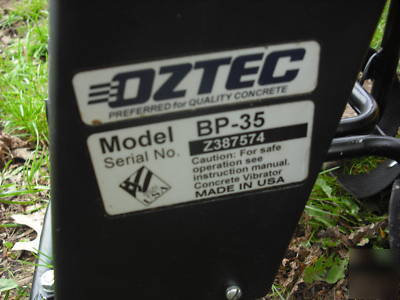 OZTEC
PREFERRED for QUALITY CONCRETE
Model BP-35
Serial No. Z387574
Caution: For safe
operation see
instruction manual.
Concrete Vibrator
MADE IN USA
USA